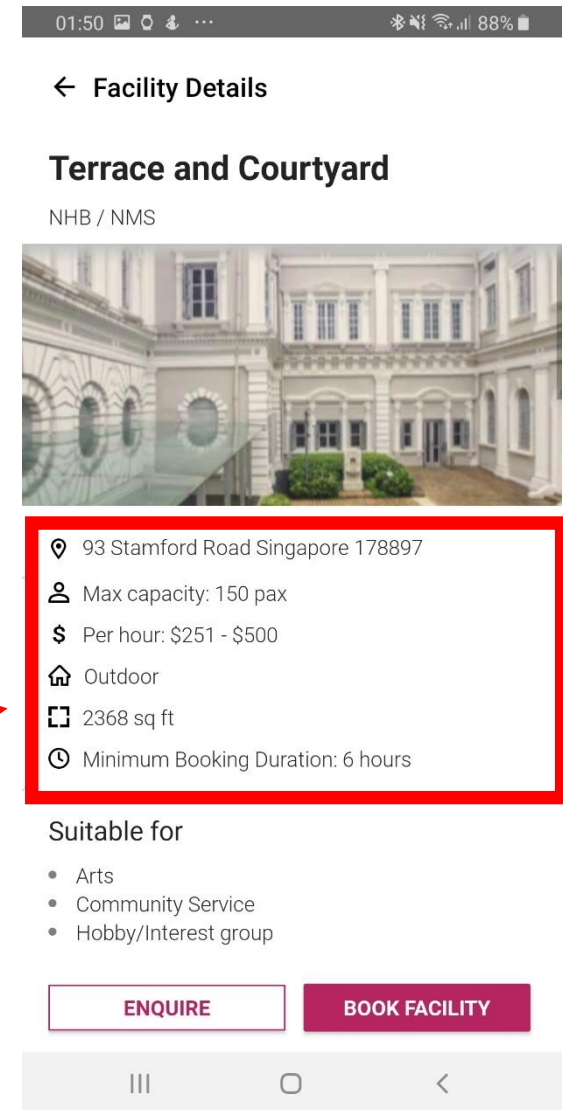 01:50 88%
Facility Details
Terrace and Courtyard
NHB / NMS
93 Stamford Road Singapore 178897
Max capacity: 150 pax
$ Per hour: $251 - $500
Outdoor
2368 sq ft
Minimum Booking Duration: 6 hours
Suitable for
Arts
Community Service
Hobby/Interest group
ENQUIRE BOOK FACILITY